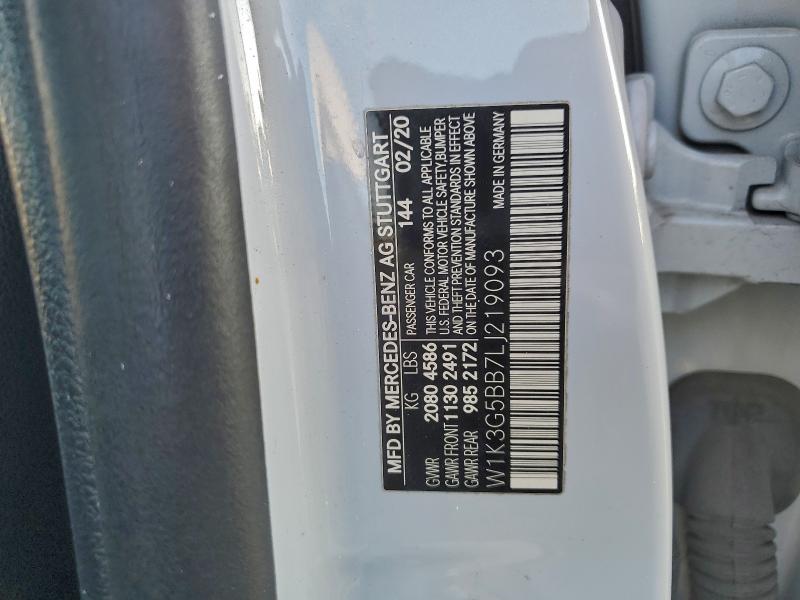 MFD BY MERCEDES-BENZ AG STUTTGART
144 02/20
KG LBS PASSENGER CAR
GVWR 2080 4586
GAWR FRONT 1130 2491
GAWR REAR 985 2172
THIS VEHICLE CONFORMS TO ALL APPLICABLE
U.S. FEDERAL MOTOR VEHICLE SAFETY,BUMPER
AND THEFT PREVENTION STANDARDS IN EFFECT
ON THE DATE OF MANUFACTURE SHOWN ABOVE
W1K3G5BB7LJ219093
MADE IN GERMANY